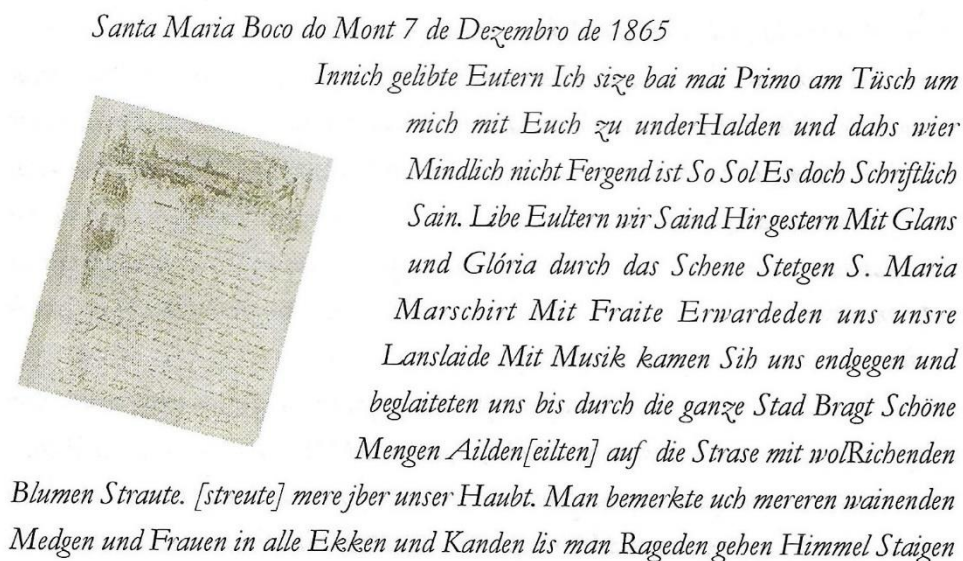 Santa Maria Boco do Mont 7 de Dezembro de 1865
Innich gelibte Eutern Ich size bai mai Primo am Tüsch um
mich mit Euch zu underHalden und dahs wier
Mindlich nicht Fergend ist So Sol Es doch Schriftlich
Sain. Libe Eultern wir Saind Hir gestern Mit Glans
und Glória durch das Schene Stetgen S. Maria
Marschirt Mit Fraite Erwardeden uns unsre
Lanslaide Mit Musik kamen Sih uns endgegen und
beglaiteten uns bis durch die ganze Stad Bragt Schöne
Mengen Ailden[eilten] auf die Strase mit wolRichenden
Blumen Straute. [streute] mere jber unser Haubt. Man bemerkte uch mereren wainenden
Medgen und Frauen in alle Ekken und Kanden lis man Rageden gehen Himmel Staigen